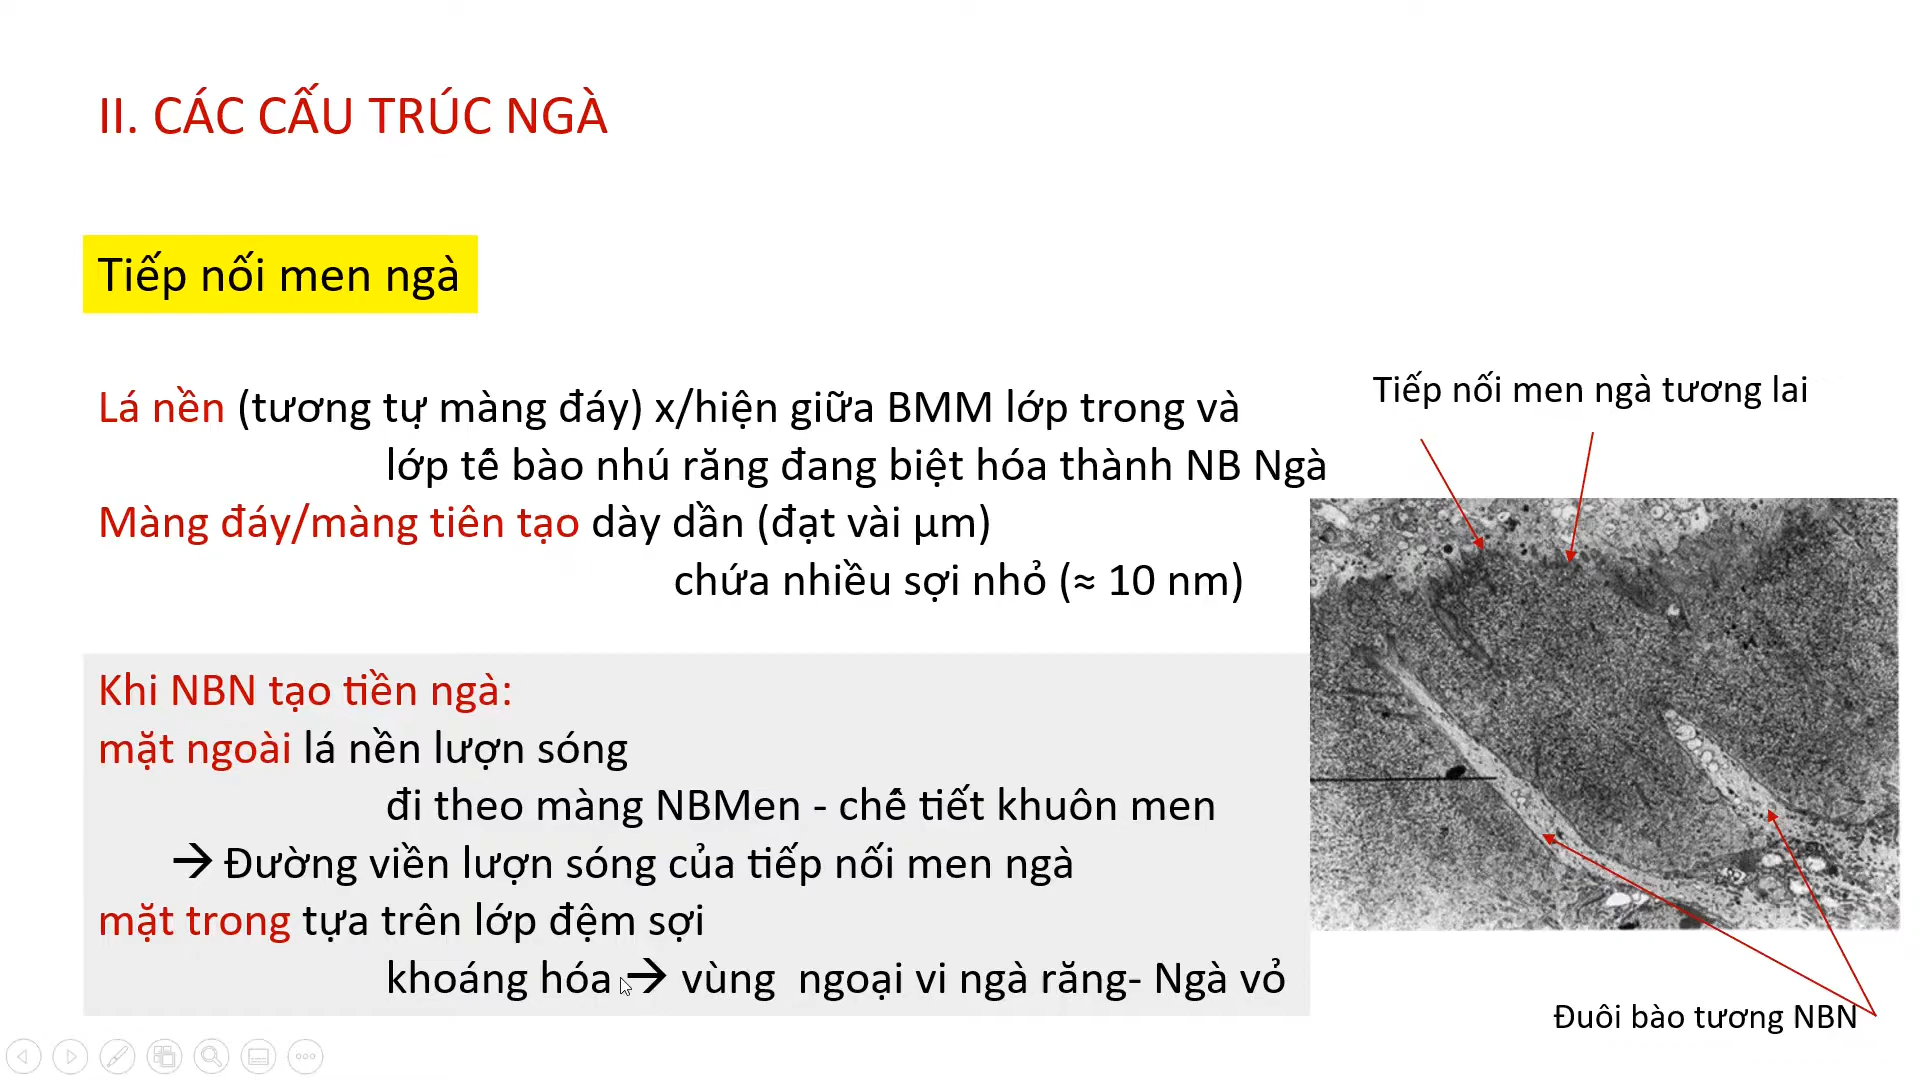 II. CÁC CẤU TRÚC NGÀ
Tiếp nối men ngà
Lá nền (tương tự màng đáy) x/hiện giữa BMM lớp trong và
lớp tế bào nhú răng đang biệt hóa thành NB Ngà
Màng đáy/màng tiên tạo dày dần (đạt vài µm)
chứa nhiều sợi nhỏ (≈ 10 nm)
Tiếp nối men ngà tương lai
Khi NBN tạo tiền ngà:
mặt ngoài lá nền lượn sóng
đi theo màng NBMen - chế tiết khuôn men
→ Đường viền lượn sóng của tiếp nối men ngà
mặt trong tựa trên lớp đệm sợi
khoáng hóa → vùng ngoại vi ngà răng- Ngà vỏ
Đuôi bào tương NBN